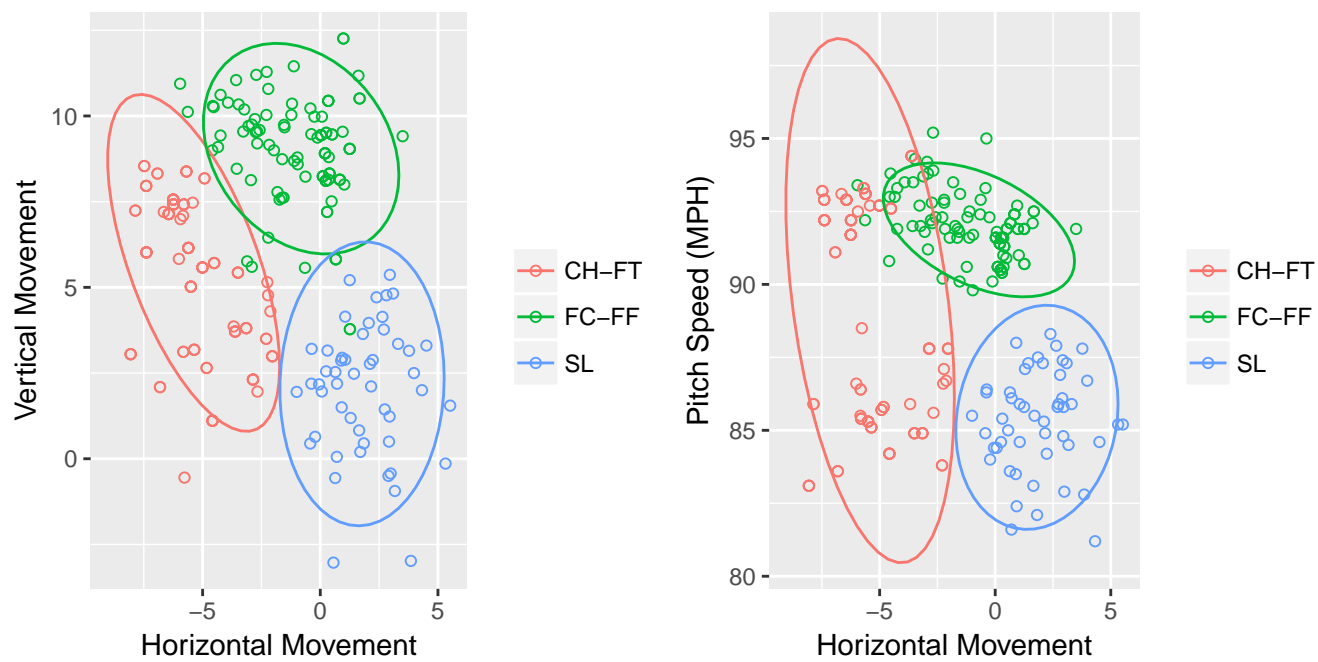 Vertical Movement
10
5
0
−5
0
5
Horizontal Movement
CH−FT
FC−FF
SL
Pitch Speed (MPH)
95
90
85
80
−5
0
5
Horizontal Movement
CH−FT
FC−FF
SL